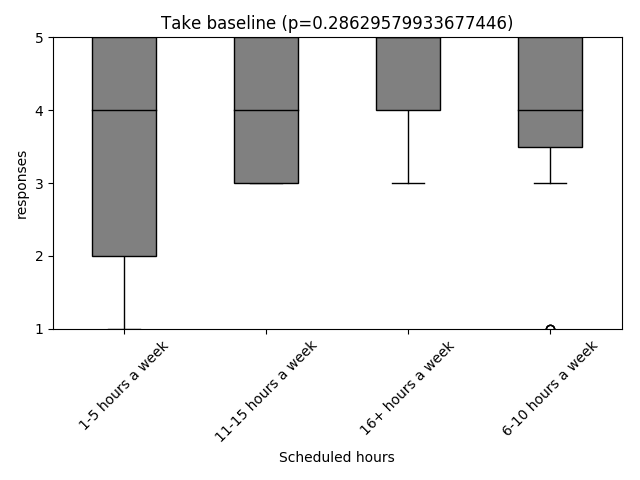 Take baseline (p=0.28629579933677446)
5
4
3
2
1
responses
1-5 hours a week
11-15 hours a week
16+ hours a week
6-10 hours a week
Scheduled hours